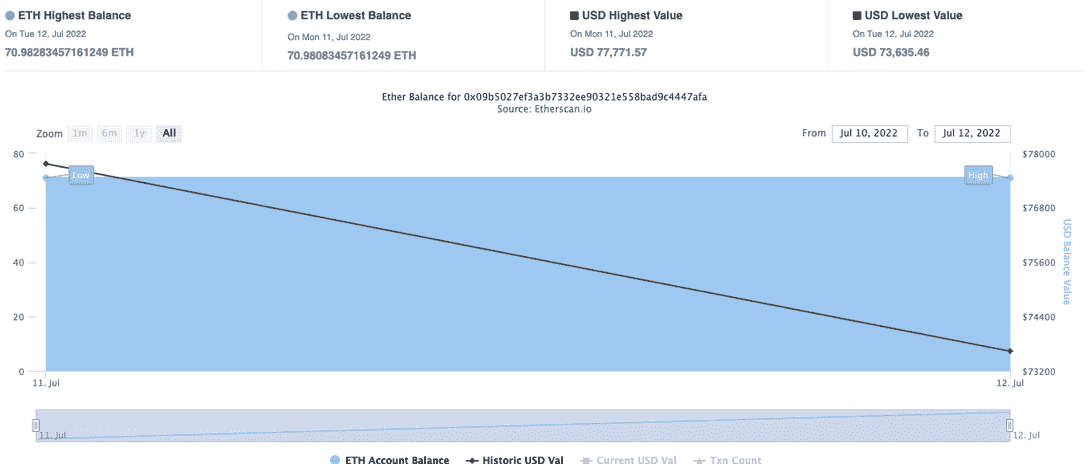 ETH Highest Balance
On Tue 12, Jul 2022
70.98283457161249 ETH
ETH Lowest Balance
On Mon 11, Jul 2022
70.98083457161249 ETH
USD Highest Value
On Mon 11, Jul 2022
USD 77,771.57
USD Lowest Value
On Tue 12, Jul 2022
USD 73,635.46
Ether Balance for 0x09b5027ef3a3b7332ee90321e558bad9c4447afa
Source: Etherscan.io
Zoom 1m 6m 1y All
From Jul 10, 2022 To Jul 12, 2022
80
60
40
20
0
Low
High
$78000
$76800
$75600
$74400
$73200
USD Balance Value
11. Jul
12. Jul
11. Jul
12. Jul
ETH Account Balance
Historic USD Val
Current USD Val
Txn Count